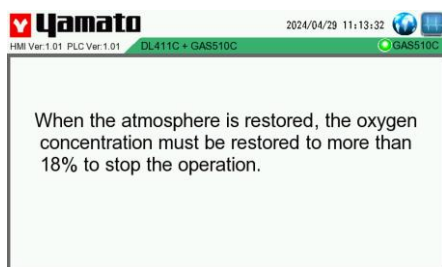 yamato
2024/04/29 11:13:32
HMI Ver:1.01 PLC Ver:1.01 DL411C + GAS510C GAS510C
When the atmosphere is restored, the oxygen
concentration must be restored to more than
18% to stop the operation.